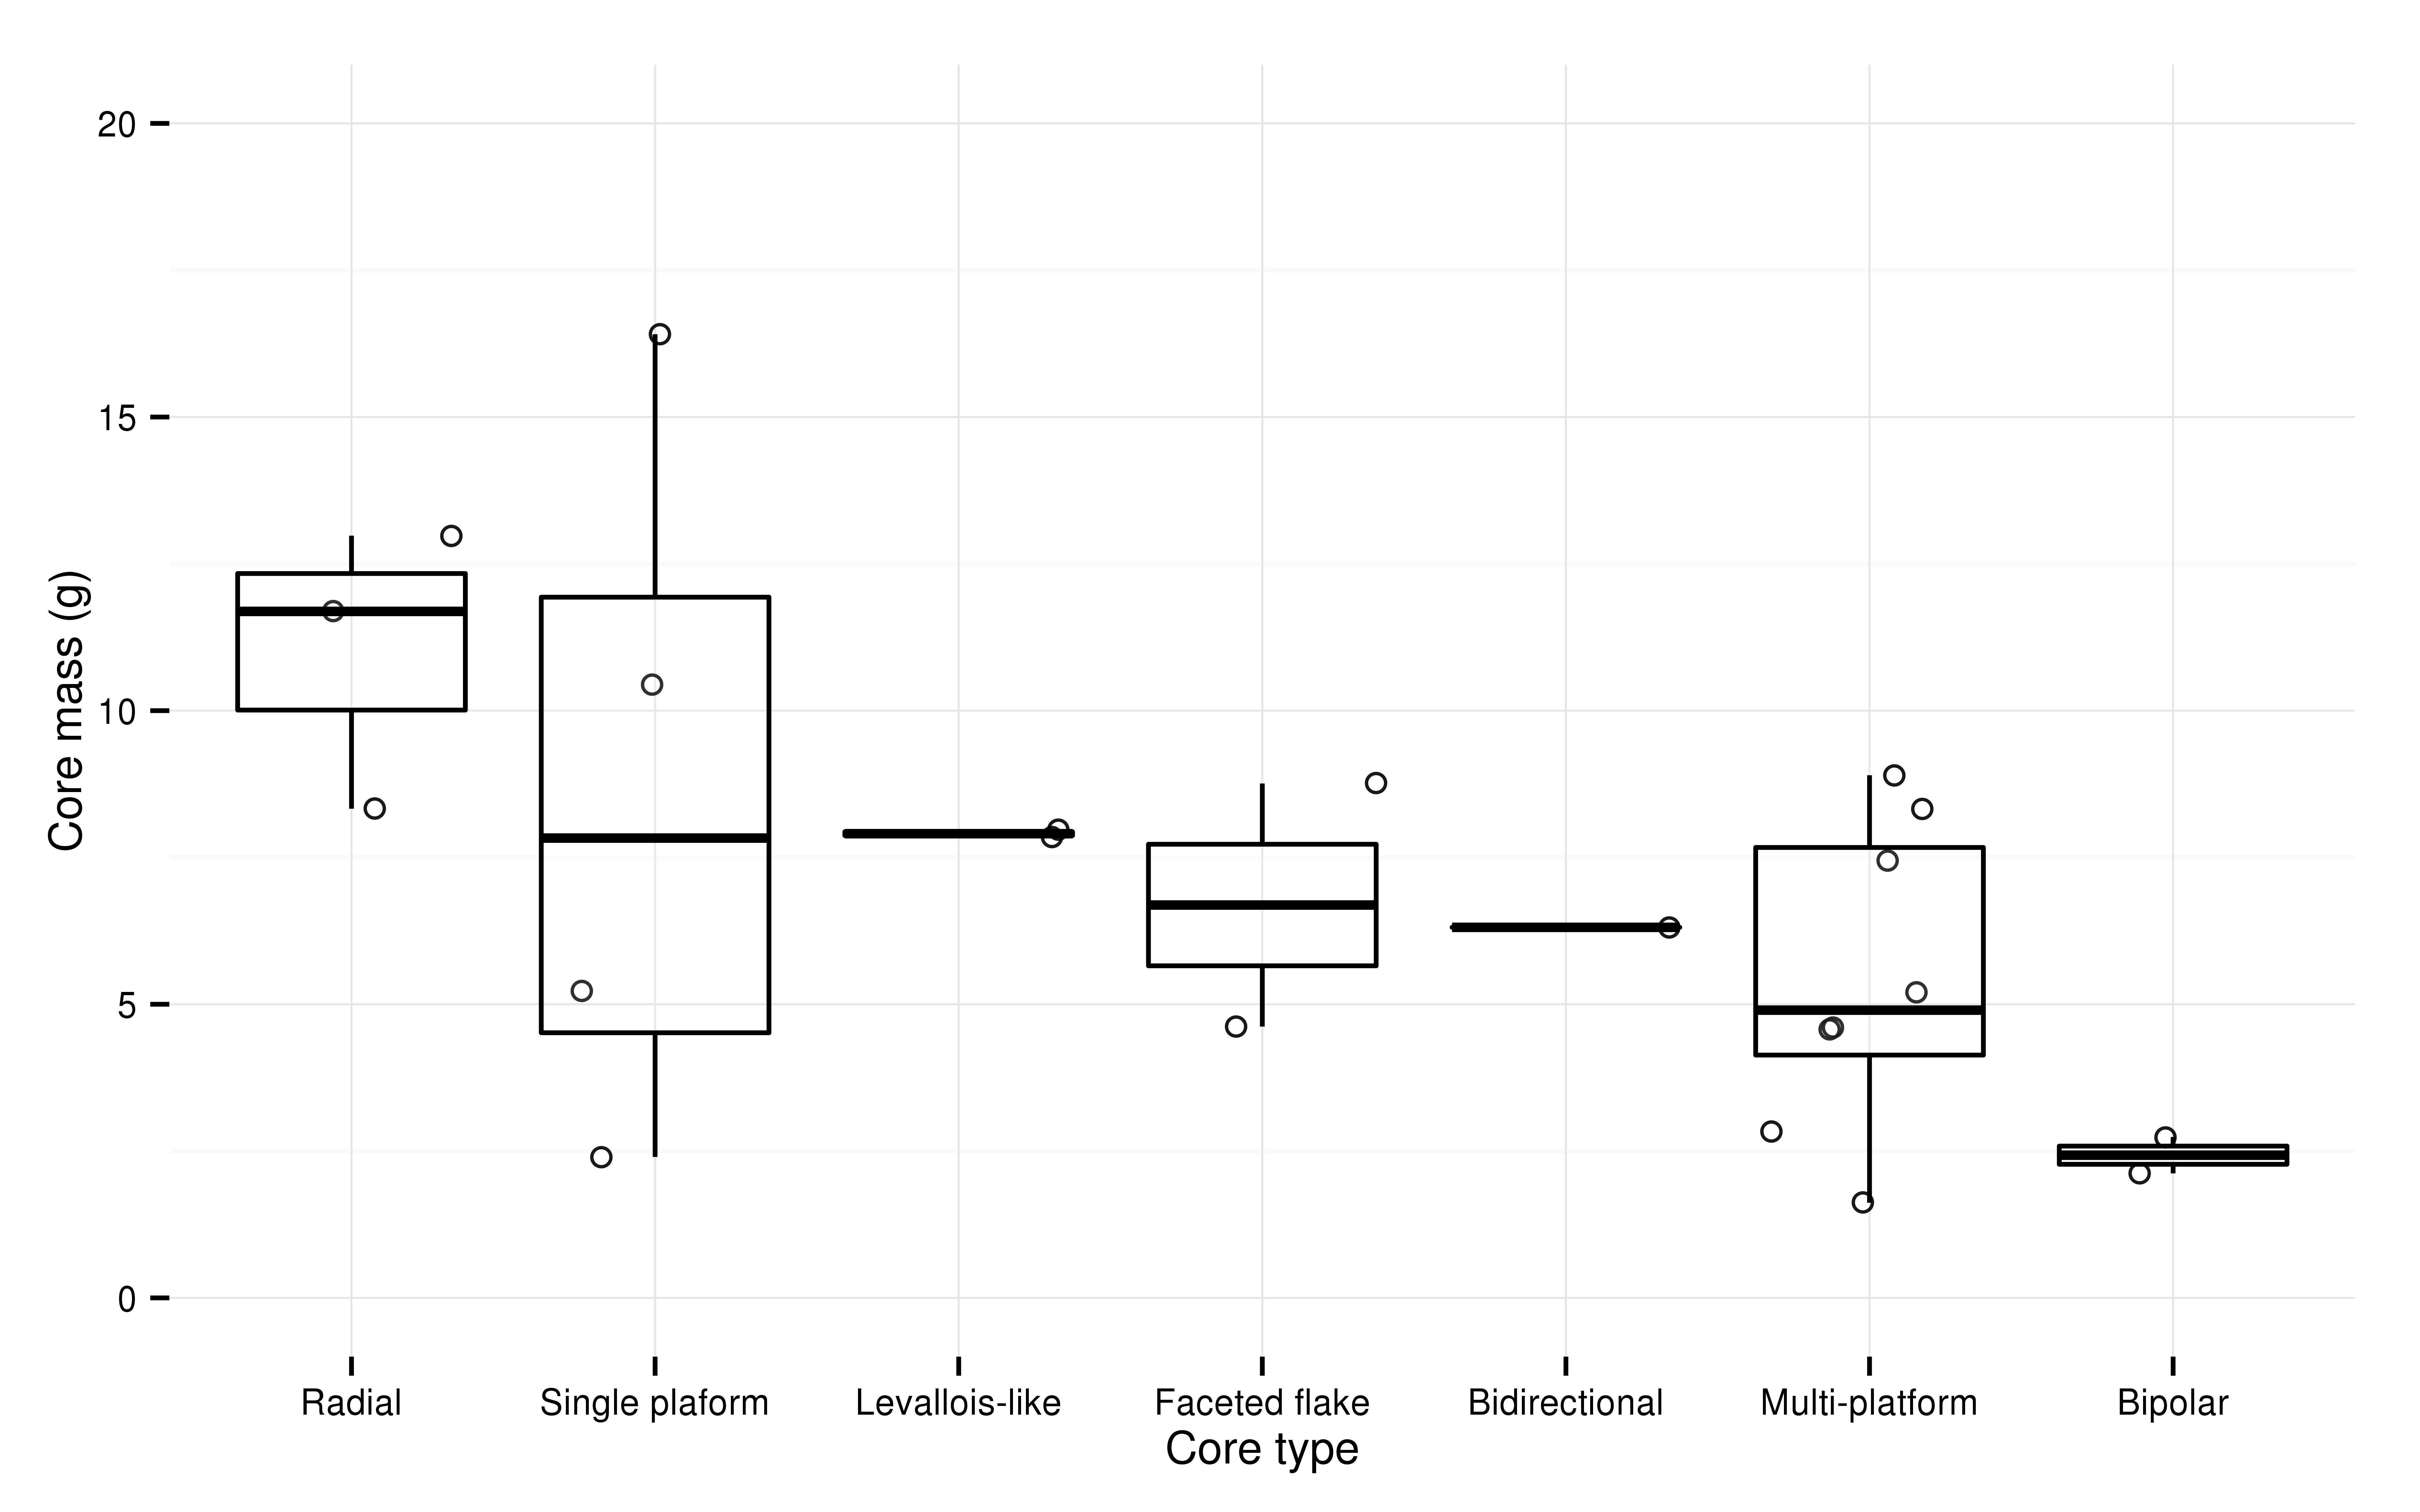 20
15
10
5
0
Core mass (g)
Radial Single plaform Levallois-like Faceted flake Bidirectional Multi-platform Bipolar
Core type